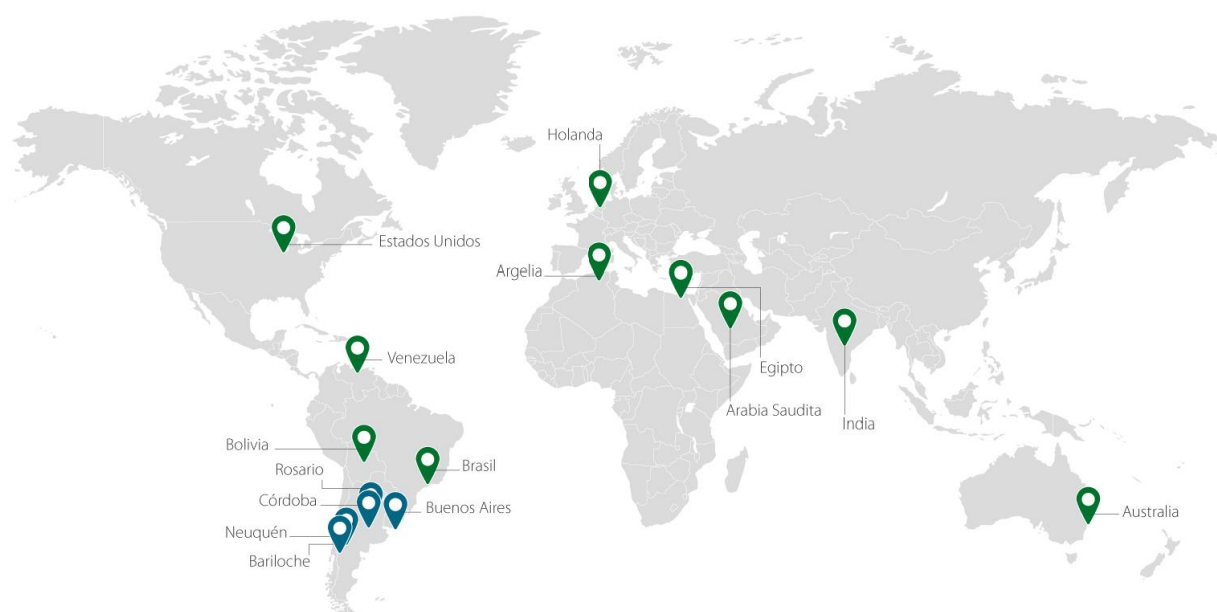 Holanda
Estados Unidos
Argelia
Venezuela
Egipto
Arabia Saudita
India
Bolivia
Brasil
Rosario
Córdoba
Buenos Aires
Australia
Neuquén
Bariloche